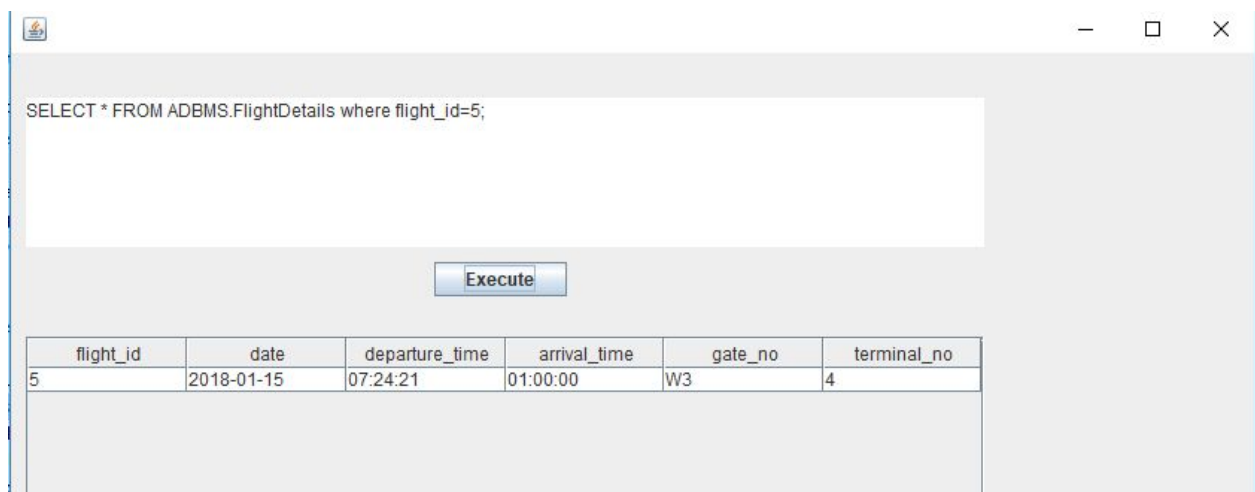 SELECT * FROM ADBMS.FlightDetails where flight_id=5;
Execute
flight_id date departure_time arrival_time gate_no terminal_no
5 2018-01-15 07:24:21 01:00:00 W3 4